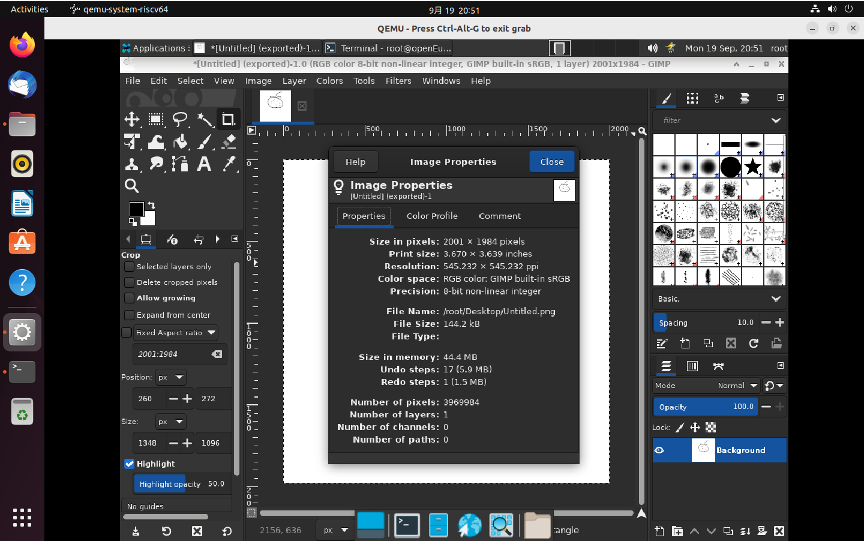 Activities
qemu-system-riscv64
9月 19 20:51
QEMU - Press Ctrl-Alt-G to exit grab
Applications
*[Untitled] (exported)-1...
Terminal - root@openEu...
Mon 19 Sep, 20:51 root
*[Untitled] (exported)-1.0 (RGB color 8-bit non-linear integer, GIMP built-in sRGB, 1 layer) 2001x1984 – GIMP
File Edit Select View Image Layer Colors Tools Filters Windows Help
0 500 1000 1500 2000
filter
Help
Image Properties
Close
Image Properties
[Untitled] (exported)-1
Properties
Color Profile
Comment
Size in pixels: 2001 × 1984 pixels
Print size: 3.670 × 3.639 inches
Resolution: 545.232 × 545.232 ppi
Color space: RGB color: GIMP built-in sRGB
Precision: 8-bit non-linear integer
File Name: /root/Desktop/Untitled.png
File Size: 144.2 kB
File Type:
Size in memory: 44.4 MB
Undo steps: 17 (5.9 MB)
Redo steps: 1 (1.5 MB)
Number of pixels: 3969984
Number of layers: 1
Number of channels: 0
Number of paths: 0
Crop
Selected layers only
Delete cropped pixels
Allow growing
Expand from center
Fixed Aspect ratio
2001:1984
Position: px
260
272
Size: px
1348
1096
Highlight
Highlight opacity 50.0
No guides
2156, 636
px
tangle
Basic.
Spacing 10.0
Mode Normal
Opacity 100.0
Lock:
Background